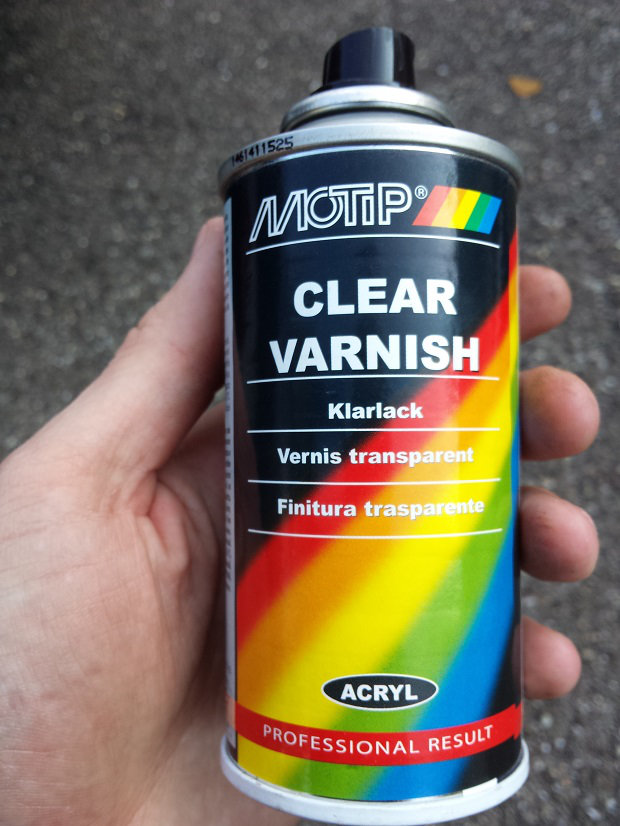 1461411525
MOTIP®
CLEAR
VARNISH
Klarlack
Vernis transparent
Finitura trasparente
ACRYL
PROFESSIONAL RESULT